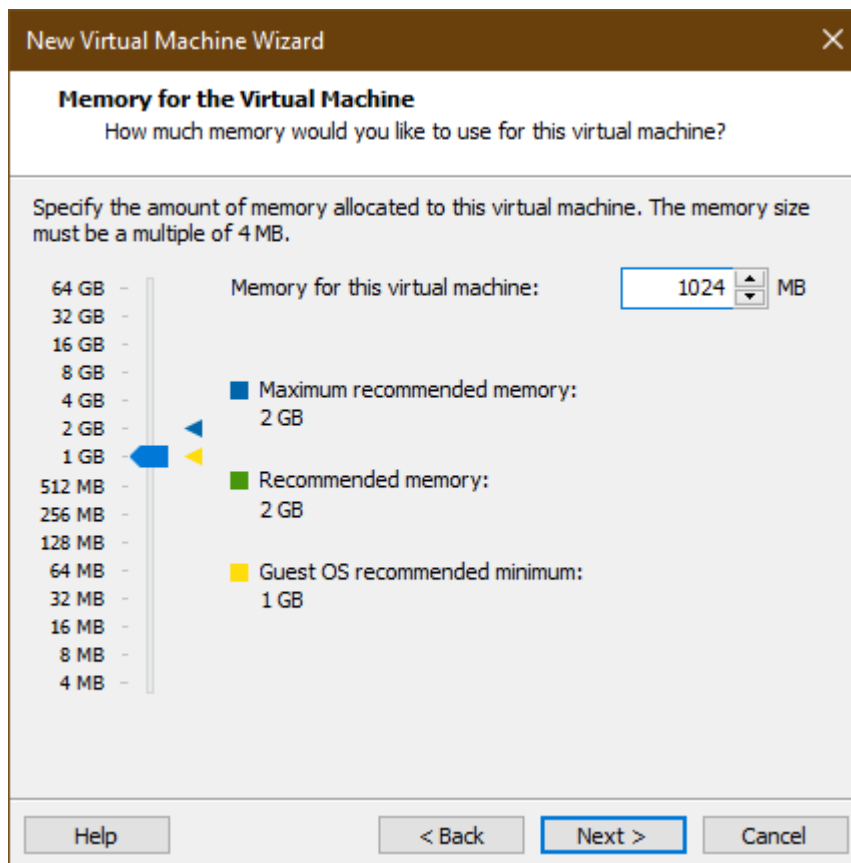 New Virtual Machine Wizard
Memory for the Virtual Machine
How much memory would you like to use for this virtual machine?
Specify the amount of memory allocated to this virtual machine. The memory size
must be a multiple of 4 MB.
64 GB
32 GB
16 GB
8 GB
4 GB
2 GB
1 GB
512 MB
256 MB
128 MB
64 MB
32 MB
16 MB
8 MB
4 MB
Memory for this virtual machine: 1024 MB
Maximum recommended memory:
2 GB
Recommended memory:
2 GB
Guest OS recommended minimum:
1 GB
Help < Back Next > Cancel